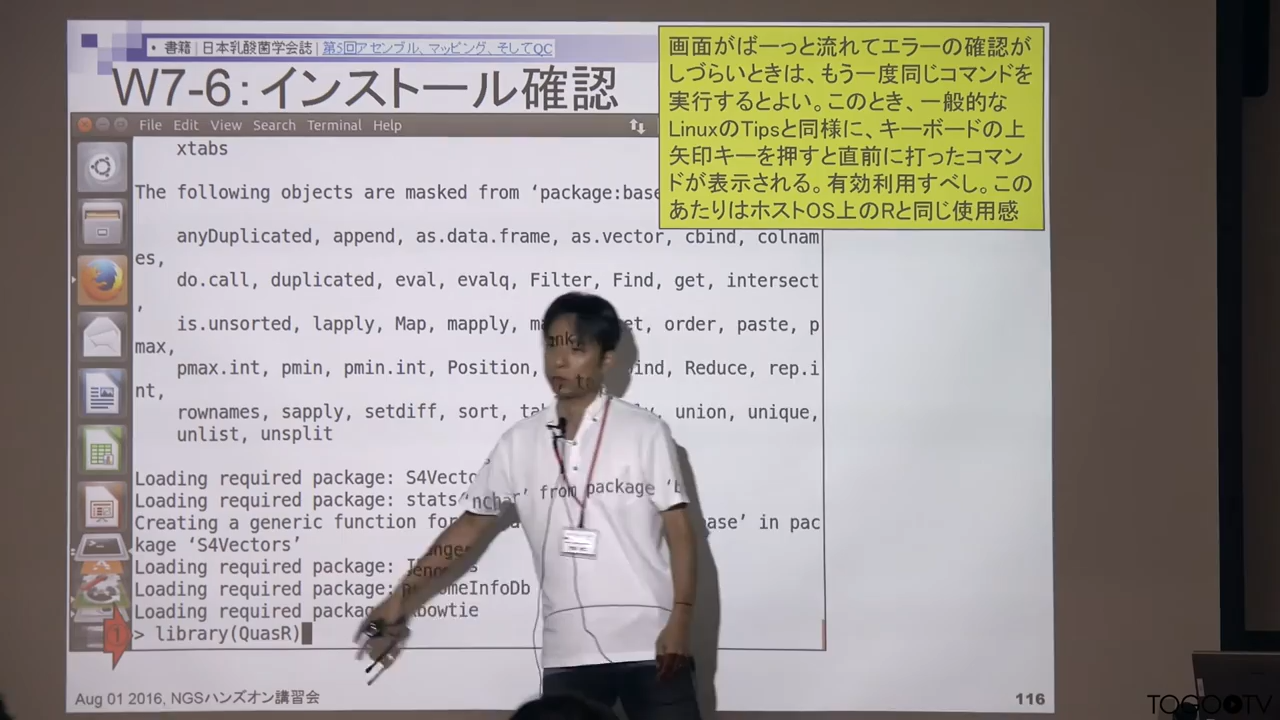 書籍 | 日本乳酸菌学会誌 | 第5回アセンブル、マッピング、そしてQC
W7-6：インストール確認
画面がばーっと流れてエラーの確認が
しづらいときは、もう一度同じコマンドを
実行するとよい。このとき、一般的な
LinuxのTipsと同様に、キーボードの上
矢印キーを押すと直前に打ったコマン
ドが表示される。有効利用すべし。この
あたりはホストOS上のRと同じ使用感
File Edit View Search Terminal Help
xtabs
The following objects are masked from ‘package:base
anyDuplicated, append, as.data.frame, as.vector, cbind, colnam
es,
do.call, duplicated, eval, evalq, Filter, Find, get, intersect
,
is.unsorted, lapply, Map, mapply, order, paste, p
max,
pmax.int, pmin, pmin.int, Position, Reduce, rep.i
nt,
rownames, sapply, setdiff, sort, union, unique,
unlist, unsplit
Loading required package:
Loading required package: stats
Creating a generic function for ‘nchar’ from package ‘base’ in pac
kage ‘S4Vectors’
Loading required package:
Loading required package:
Loading required package:
> library(QuasR)
1
Aug 01 2016, NGSハンズオン講習会
116
TOGOTV